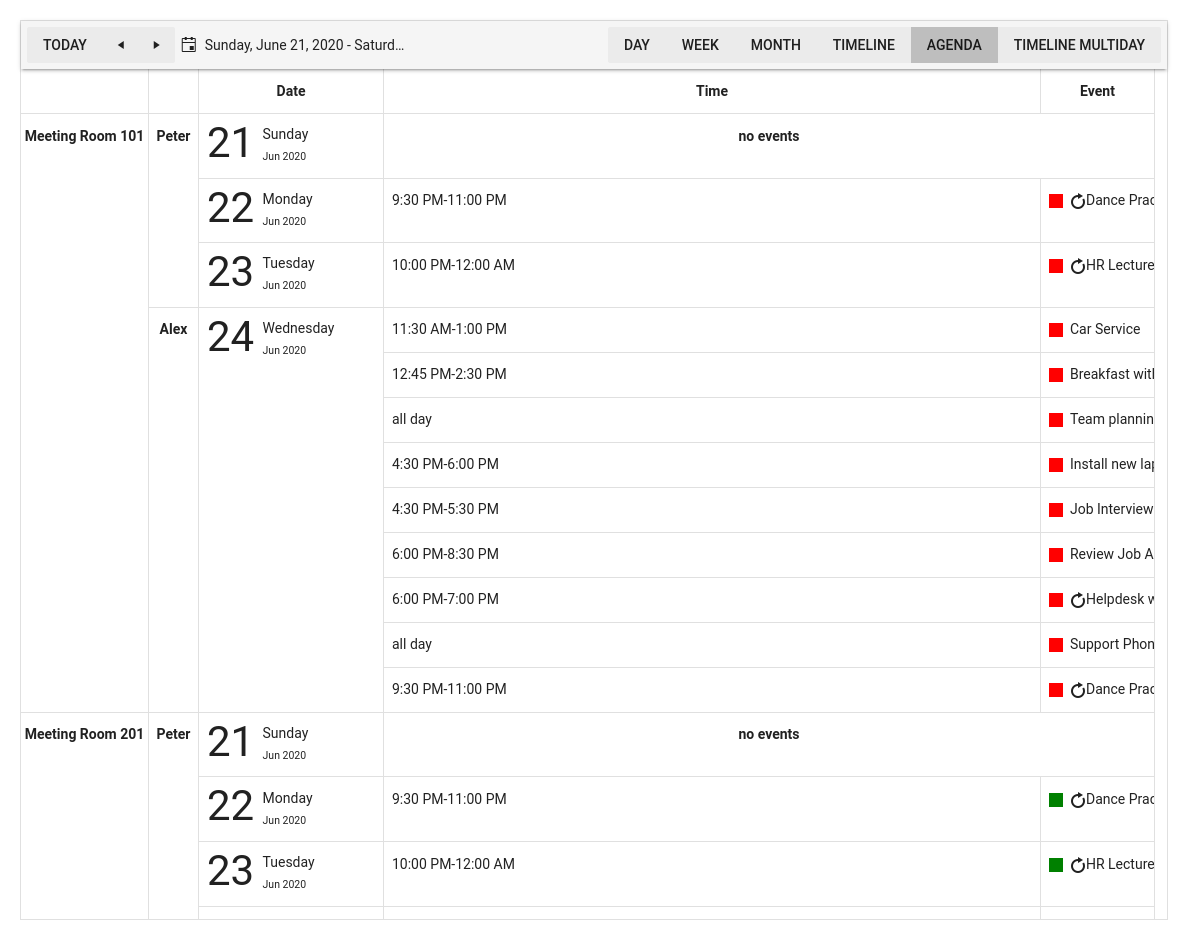 TODAY Sunday, June 21, 2020 - Saturd... DAY WEEK MONTH TIMELINE AGENDA TIMELINE MULTIDAY
Date Time Event
Meeting Room 101 Peter 21 Sunday Jun 2020 no events
22 Monday Jun 2020 9:30 PM-11:00 PM Dance Prac
23 Tuesday Jun 2020 10:00 PM-12:00 AM HR Lecture
Alex 24 Wednesday Jun 2020 11:30 AM-1:00 PM Car Service
12:45 PM-2:30 PM Breakfast with
all day Team plannin
4:30 PM-6:00 PM Install new lap
4:30 PM-5:30 PM Job Interview
6:00 PM-8:30 PM Review Job A
6:00 PM-7:00 PM Helpdesk w
all day Support Phon
9:30 PM-11:00 PM Dance Prac
Meeting Room 201 Peter 21 Sunday Jun 2020 no events
22 Monday Jun 2020 9:30 PM-11:00 PM Dance Prac
23 Tuesday Jun 2020 10:00 PM-12:00 AM HR Lecture